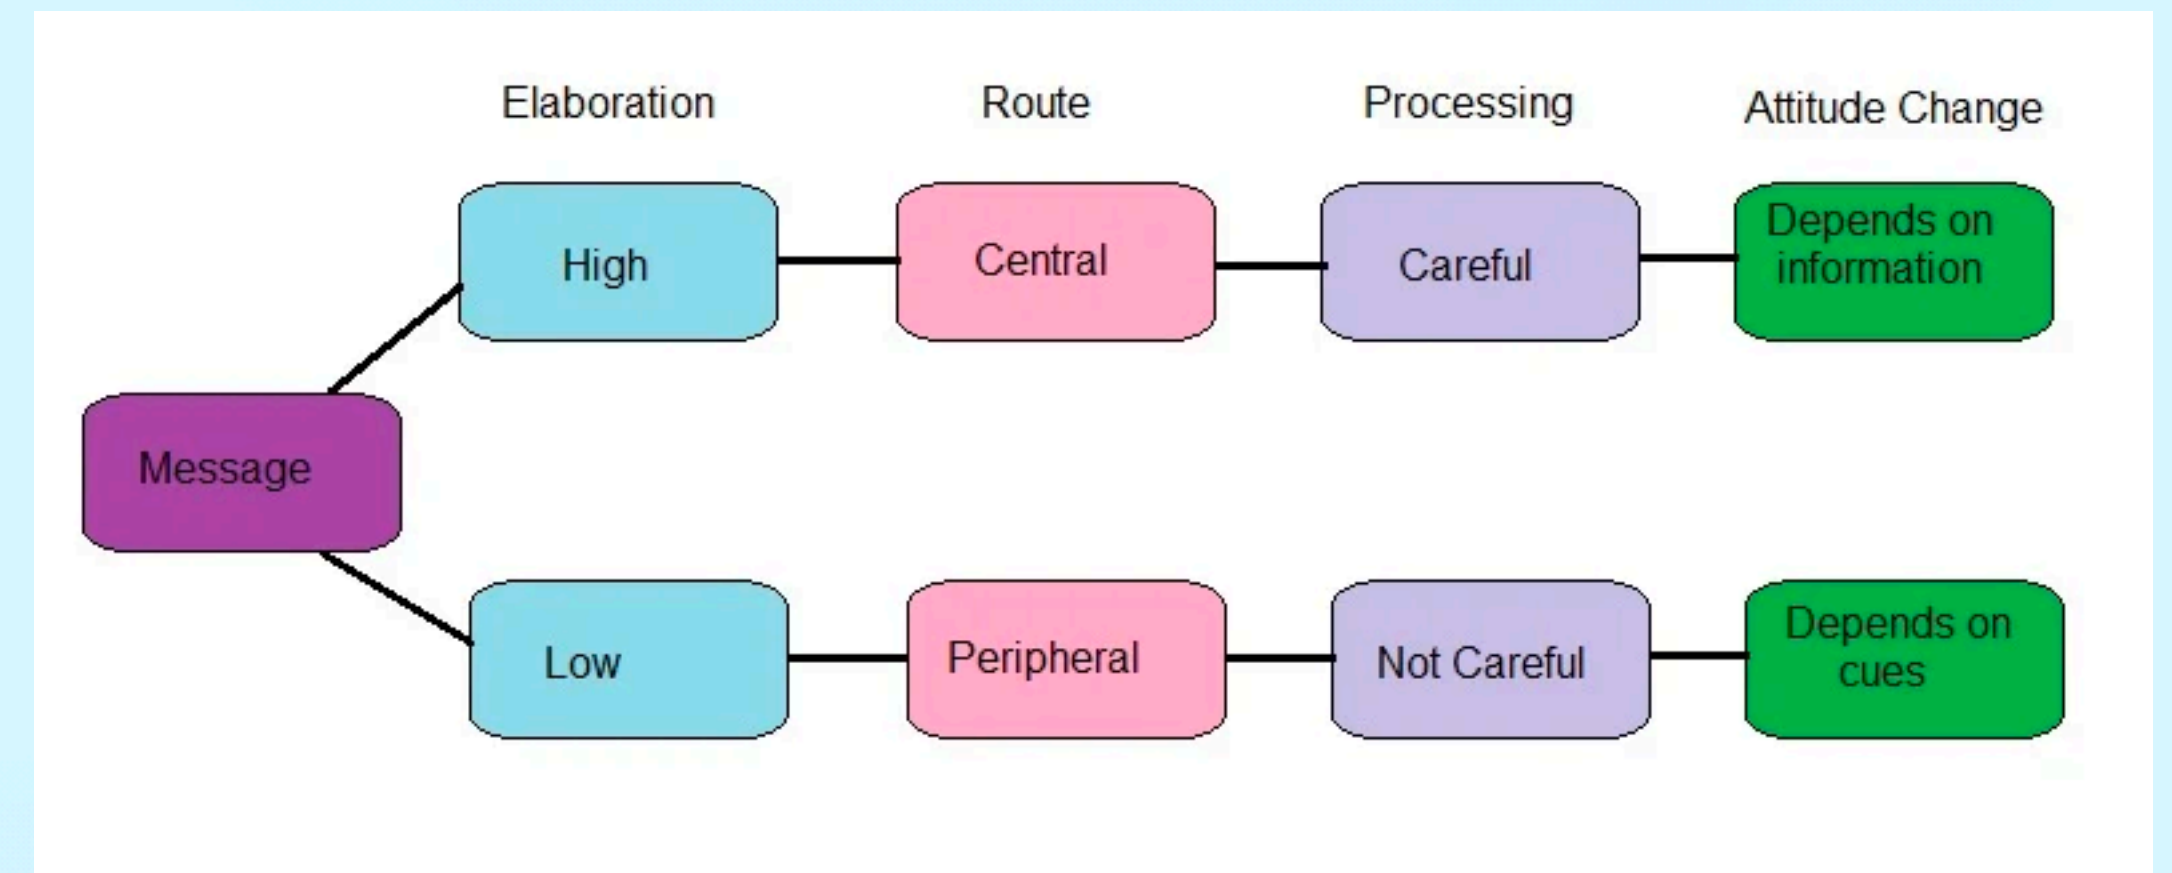 Elaboration
Route
Processing
Attitude Change
High
Central
Careful
Depends on
information
Message
Low
Peripheral
Not Careful
Depends on
cues